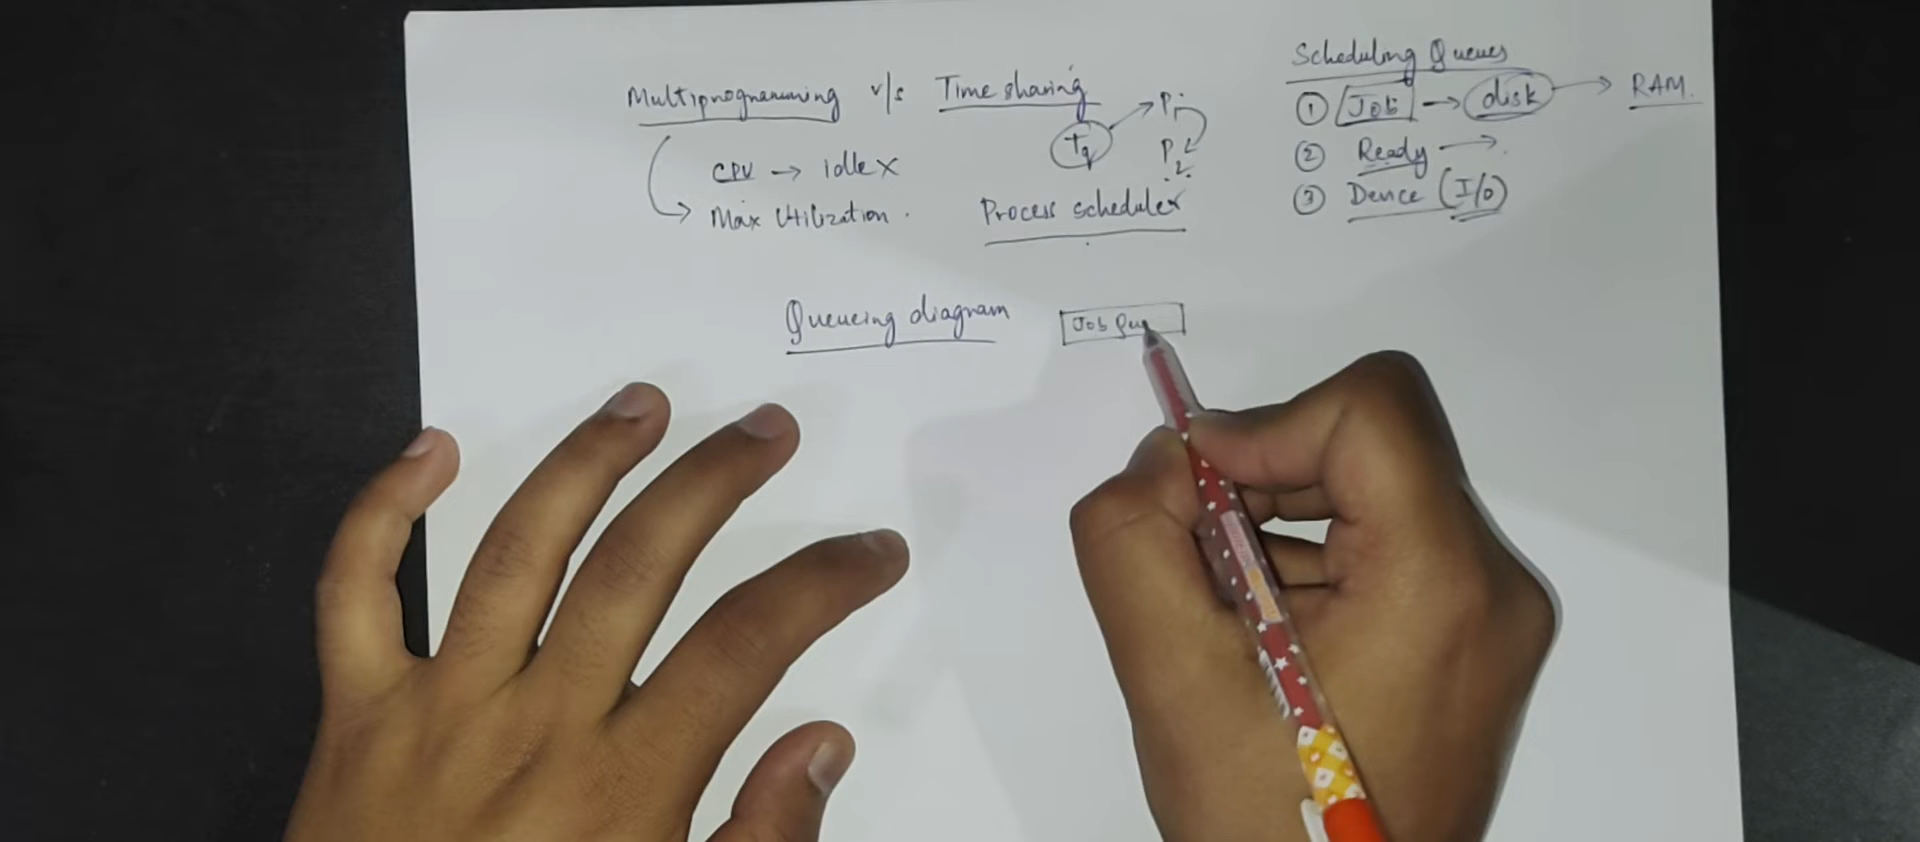 Multiprogramming v/s Time sharing
CPU → idle X
Max Utilization.
Tq → P1
P2
Process scheduler
Scheduling Queues
① Job → disk → RAM.
② Ready →
③ Device (I/O)
Queueing diagram
Job Que